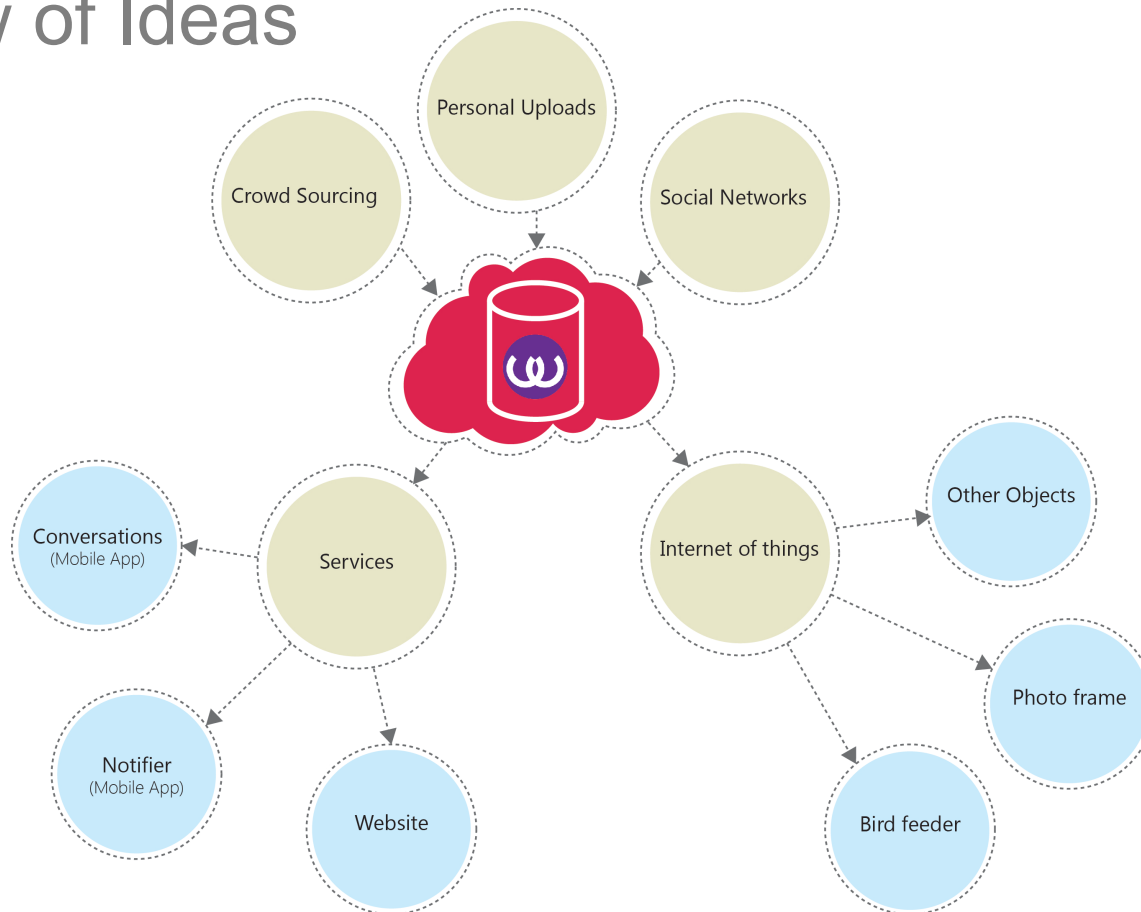 of Ideas
Personal Uploads
Crowd Sourcing
Social Networks
Other Objects
Conversations
(Mobile App)
Services
Internet of things
Photo frame
Notifier
(Mobile App)
Website
Bird feeder